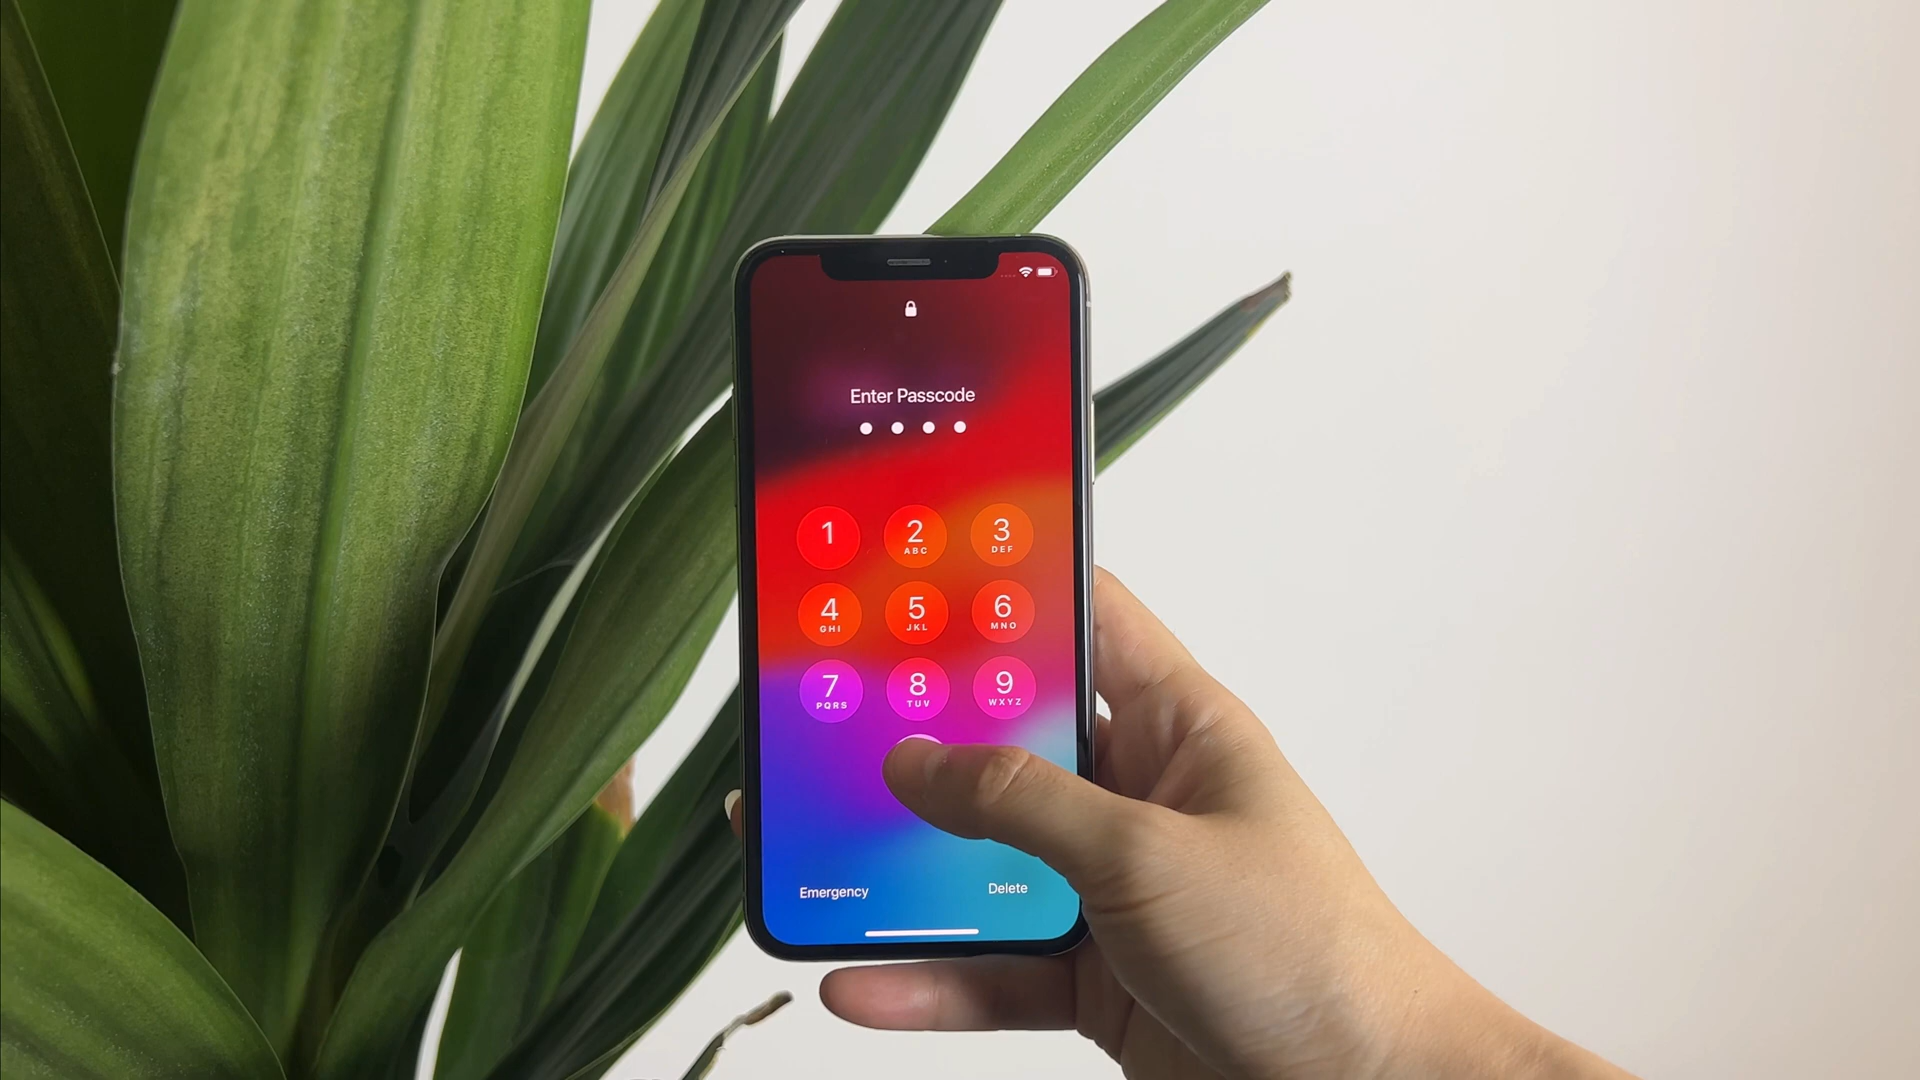 Enter Passcode
1 2 3
ABC DEF
4 5 6
GHI JKL MNO
7 8 9
PQRS TUV WXYZ
Emergency Delete